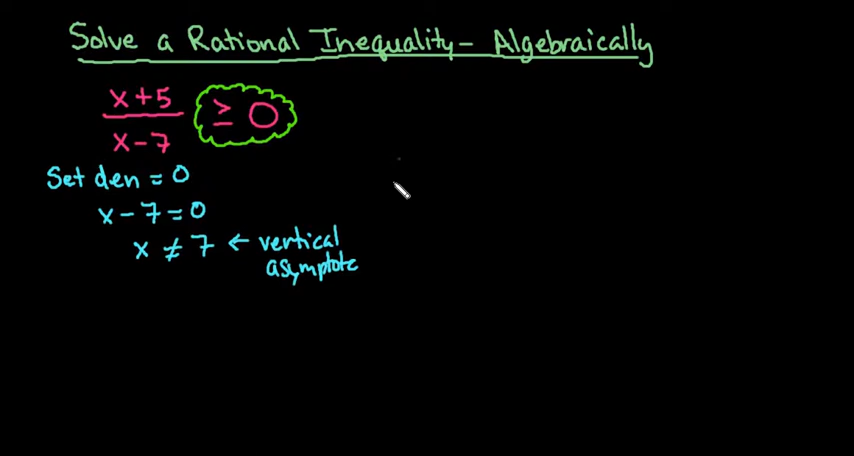 Solve a Rational Inequality - Algebraically
x+5
x-7
≥ 0
Set den = 0
x - 7 = 0
x ≠ 7 ← vertical
asymptote